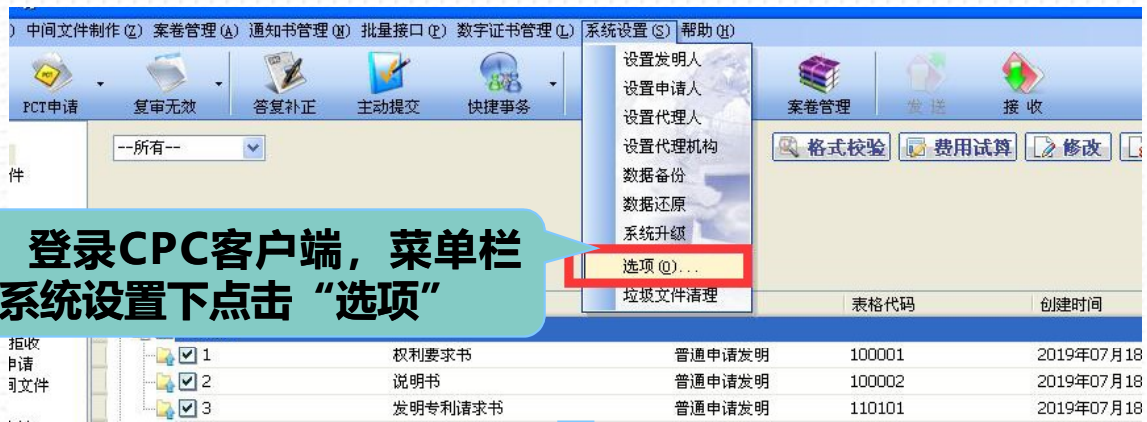 ) 中间文件制作(Z) 案卷管理(A) 通知书管理(N) 批量接口(P) 数字证书管理(L) 系统设置(S) 帮助(H)
PCT申请 复审无效 答复补正 主动提交 快捷事务 案卷管理 发送 接收
设置发明人
设置申请人
设置代理人
设置代理机构
数据备份
数据还原
系统升级
选项(O)...
垃圾文件清理
--所有-- 格式校验 费用试算 修改
件
登录CPC客户端，菜单栏
系统设置下点击“选项”
表格代码 创建时间
拒收
申请
间文件
1 权利要求书 普通申请发明 100001 2019年07月18
2 说明书 普通申请发明 100002 2019年07月18
3 发明专利请求书 普通申请发明 110101 2019年07月18